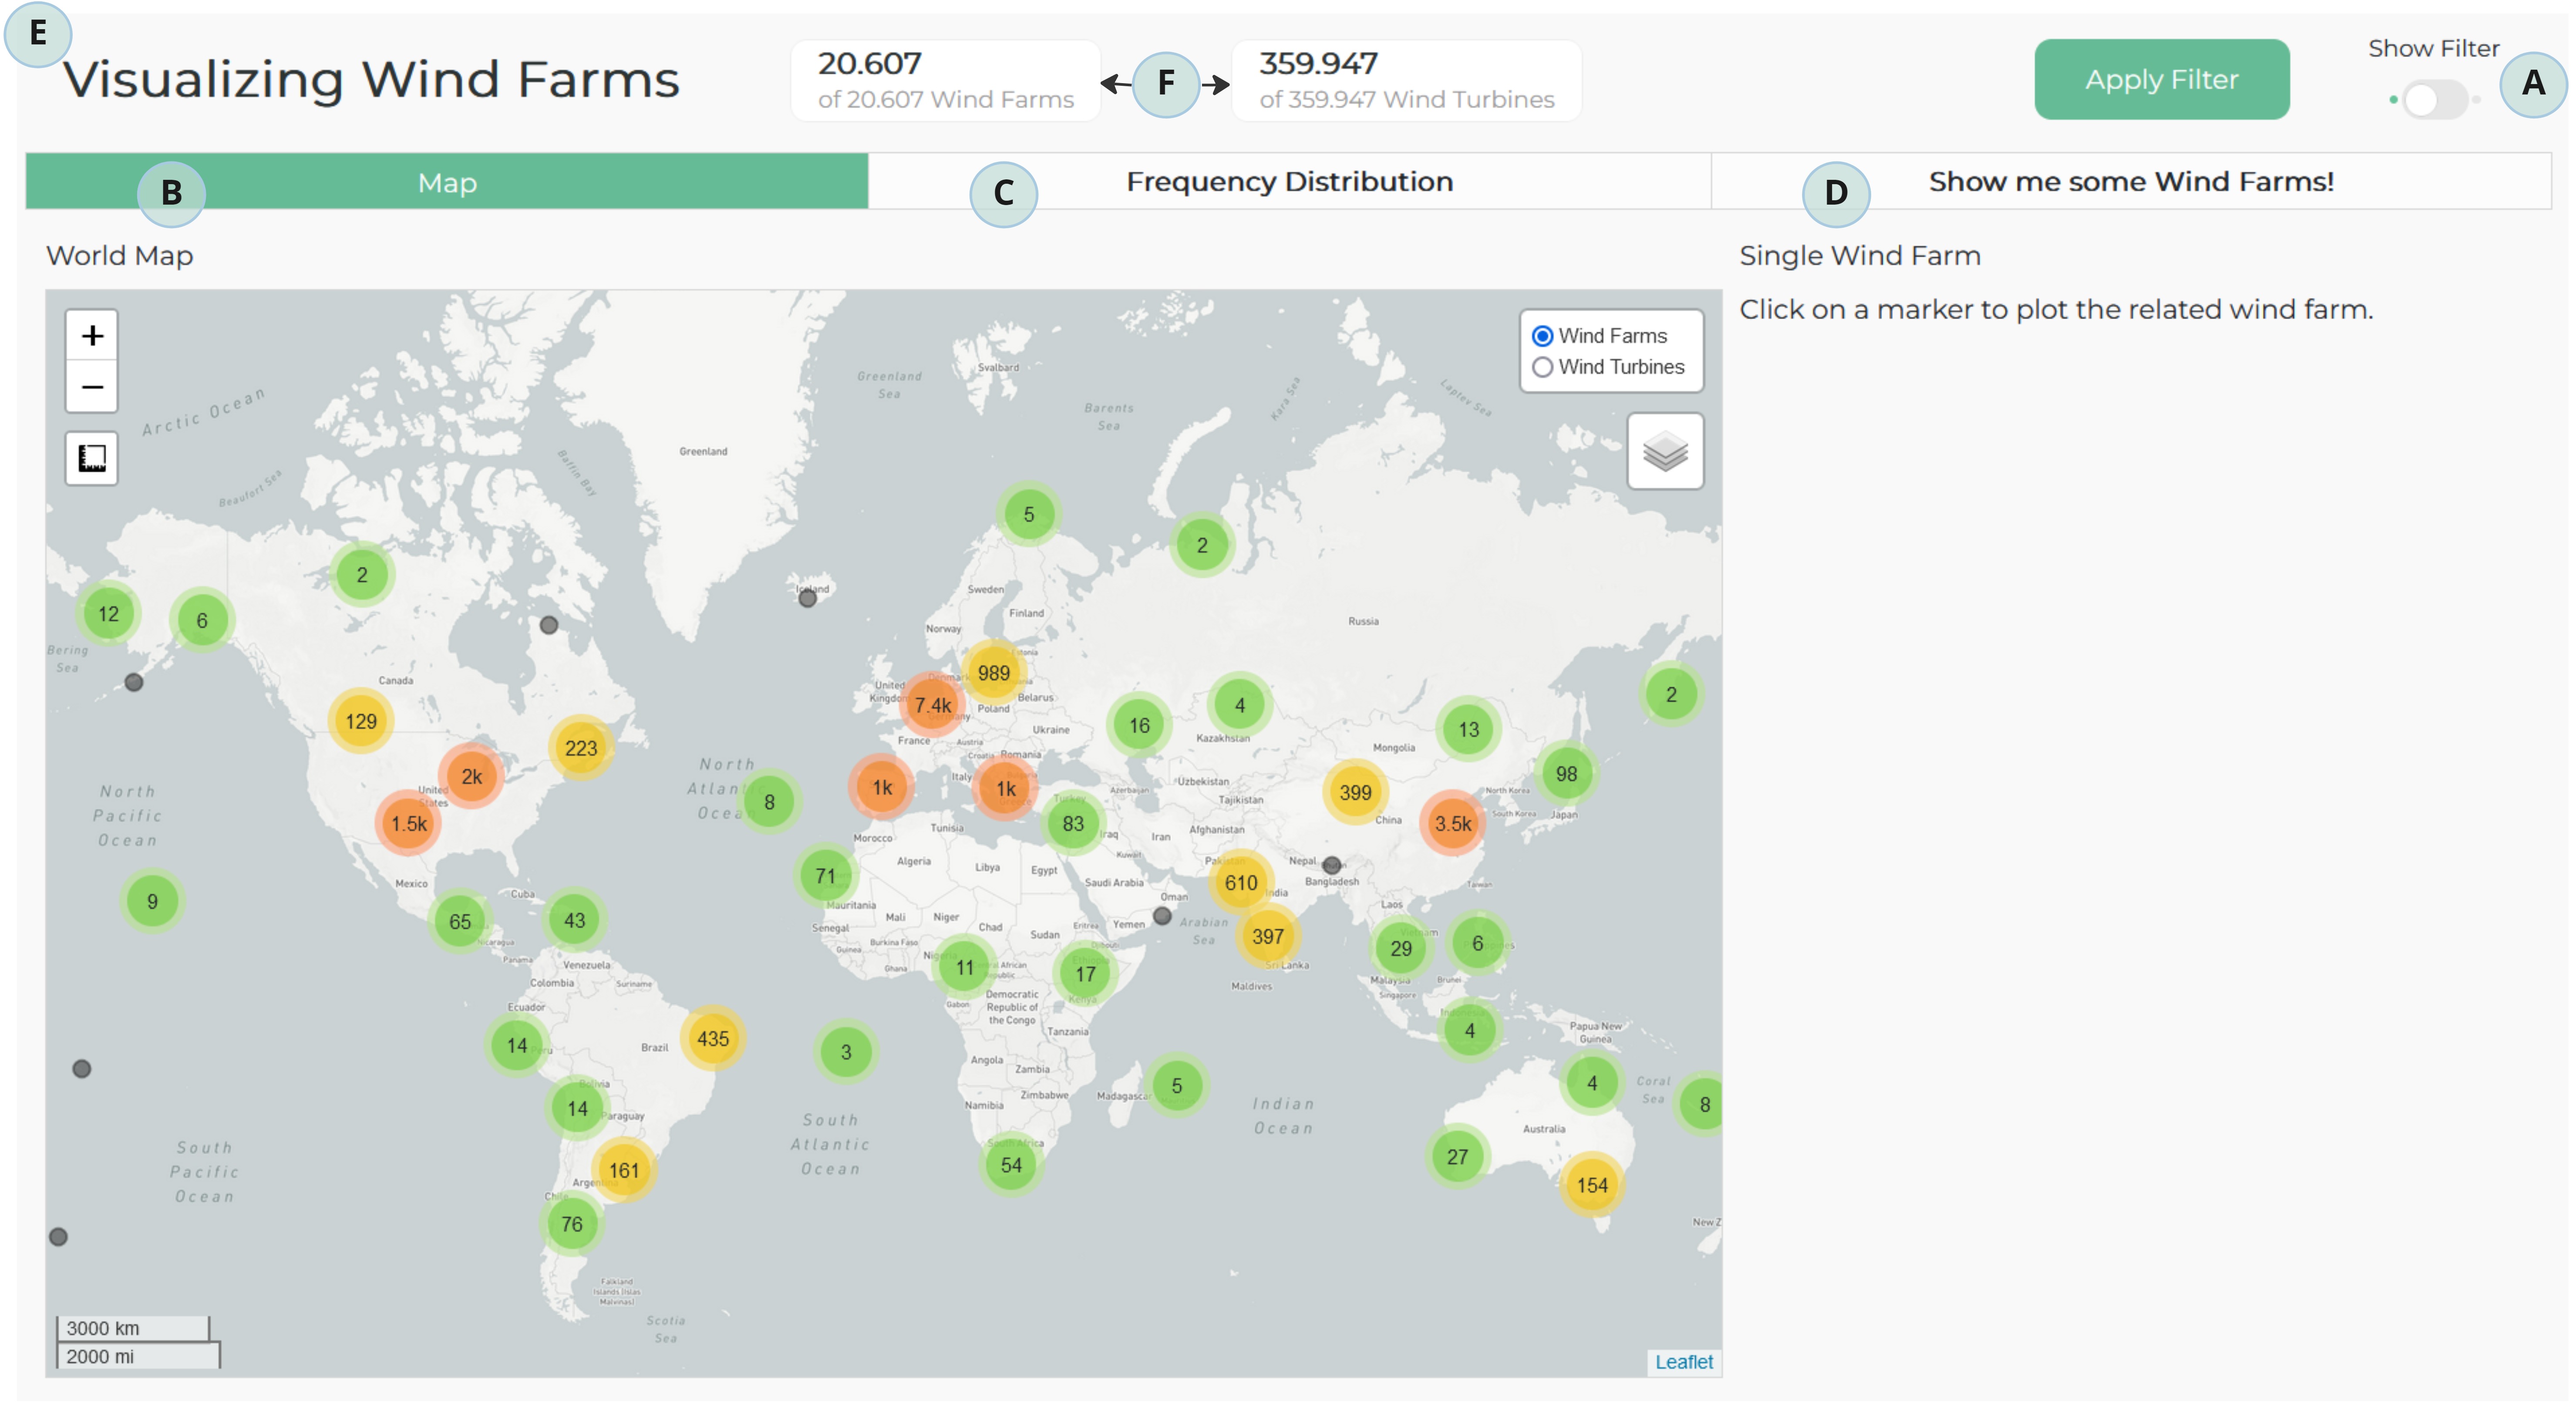 E
Visualizing Wind Farms
20.607
of 20.607 Wind Farms
F
359.947
of 359.947 Wind Turbines
Apply Filter
Show Filter
A
B
Map
C
Frequency Distribution
D
Show me some Wind Farms!
World Map
Single Wind Farm
Click on a marker to plot the related wind farm.
+
−
Wind Farms
Wind Turbines
Arctic Ocean
Beaufort Sea
Baffin Bay
Greenland
Greenland
Sea
Svalbard
Barents
Sea
Kara Sea
Laptev Sea
5
2
2
12
6
Iceland
Sweden
Finland
Norway
Russia
Bering
Sea
Canada
989
United
Kingdom
7.4k
Poland
Belarus
129
223
16
4
13
2
France
Austria
Ukraine
Kazakhstan
Mongolia
2k
North
Atlantic
Ocean
8
1k
Italy
Croatia
Romania
1k
Uzbekistan
Azerbaijan
Tajikistan
399
98
North Korea
South Korea
Japan
North
Pacific
Ocean
United
States
1.5k
83
Turkey
Iraq
Iran
Afghanistan
China
3.5k
Morocco
Tunisia
Algeria
Libya
Egypt
Kuwait
Pakistan
Nepal
Bangladesh
Saudi Arabia
Mexico
Cuba
71
610
India
Taiwan
9
65
43
Mauritania
Mali
Niger
Chad
Sudan
Eritrea
Yemen
Oman
Arabian
Sea
397
Laos
29
6
Senegal
Guinea
Burkina Faso
Nicaragua
Panama
Venezuela
Ghana
11
17
Sri Lanka
Malaysia
Brunei
Singapore
Colombia
Suriname
Ecuador
Gabon
Kenya
Maldives
Democratic
Republic of
the Congo
Tanzania
14
Peru
Brazil
435
3
Angola
Zambia
4
Papua New
Guinea
Bolivia
14
Paraguay
Namibia
Zimbabwe
Madagascar
5
Indian
Ocean
4
Coral
Sea
8
South
Pacific
Ocean
161
Argentina
Chile
76
South
Atlantic
Ocean
South Africa
54
Australia
27
154
New Z
Falkland
Islands (Islas
Malvinas)
Scotia
Sea
3000 km
2000 mi
Leaflet